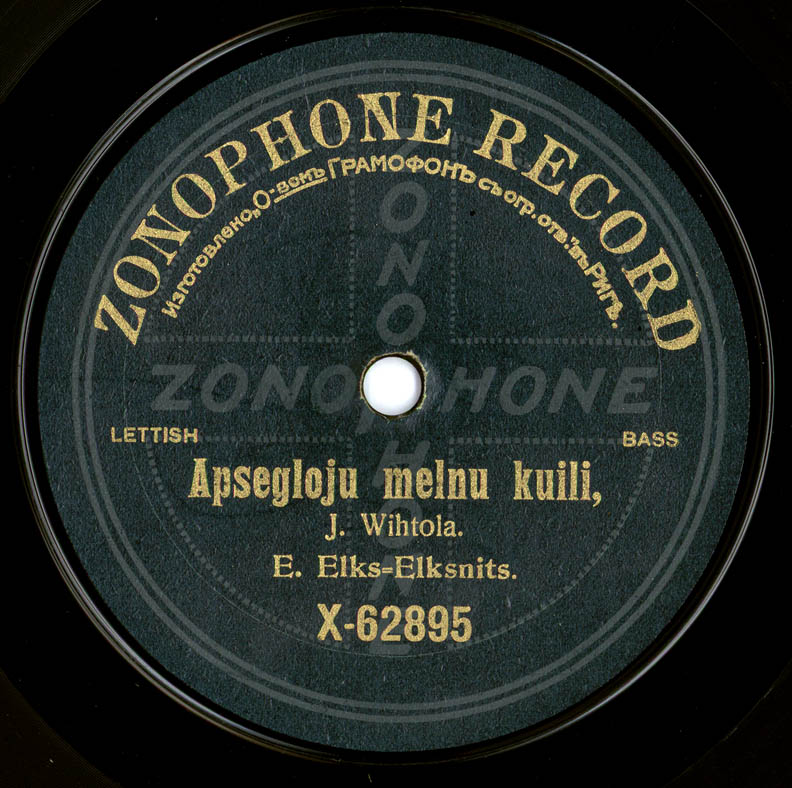 ZONOPHONE RECORD
Изготовлено „О-вомъ ГРАМОФОНЪ съ огр. отв.“ въ Ригѣ.
ZONOPHONE
ZONOPHONE
LETTISH
BASS
Apsegloju melnu kuili,
J. Wihtola.
E. Elks=Elksnits.
X-62895